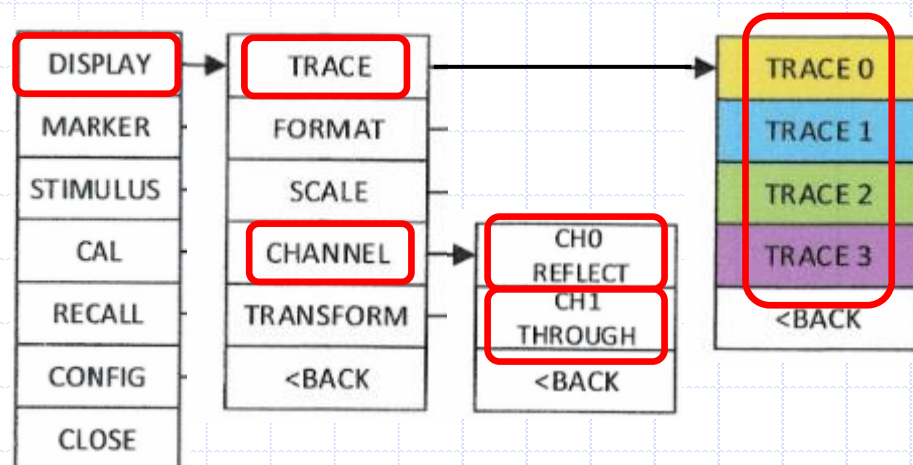 DISPLAY
MARKER
STIMULUS
CAL
RECALL
CONFIG
CLOSE
TRACE
FORMAT
SCALE
CHANNEL
TRANSFORM
<BACK
CH0
REFLECT
CH1
THROUGH
<BACK
TRACE 0
TRACE 1
TRACE 2
TRACE 3
<BACK